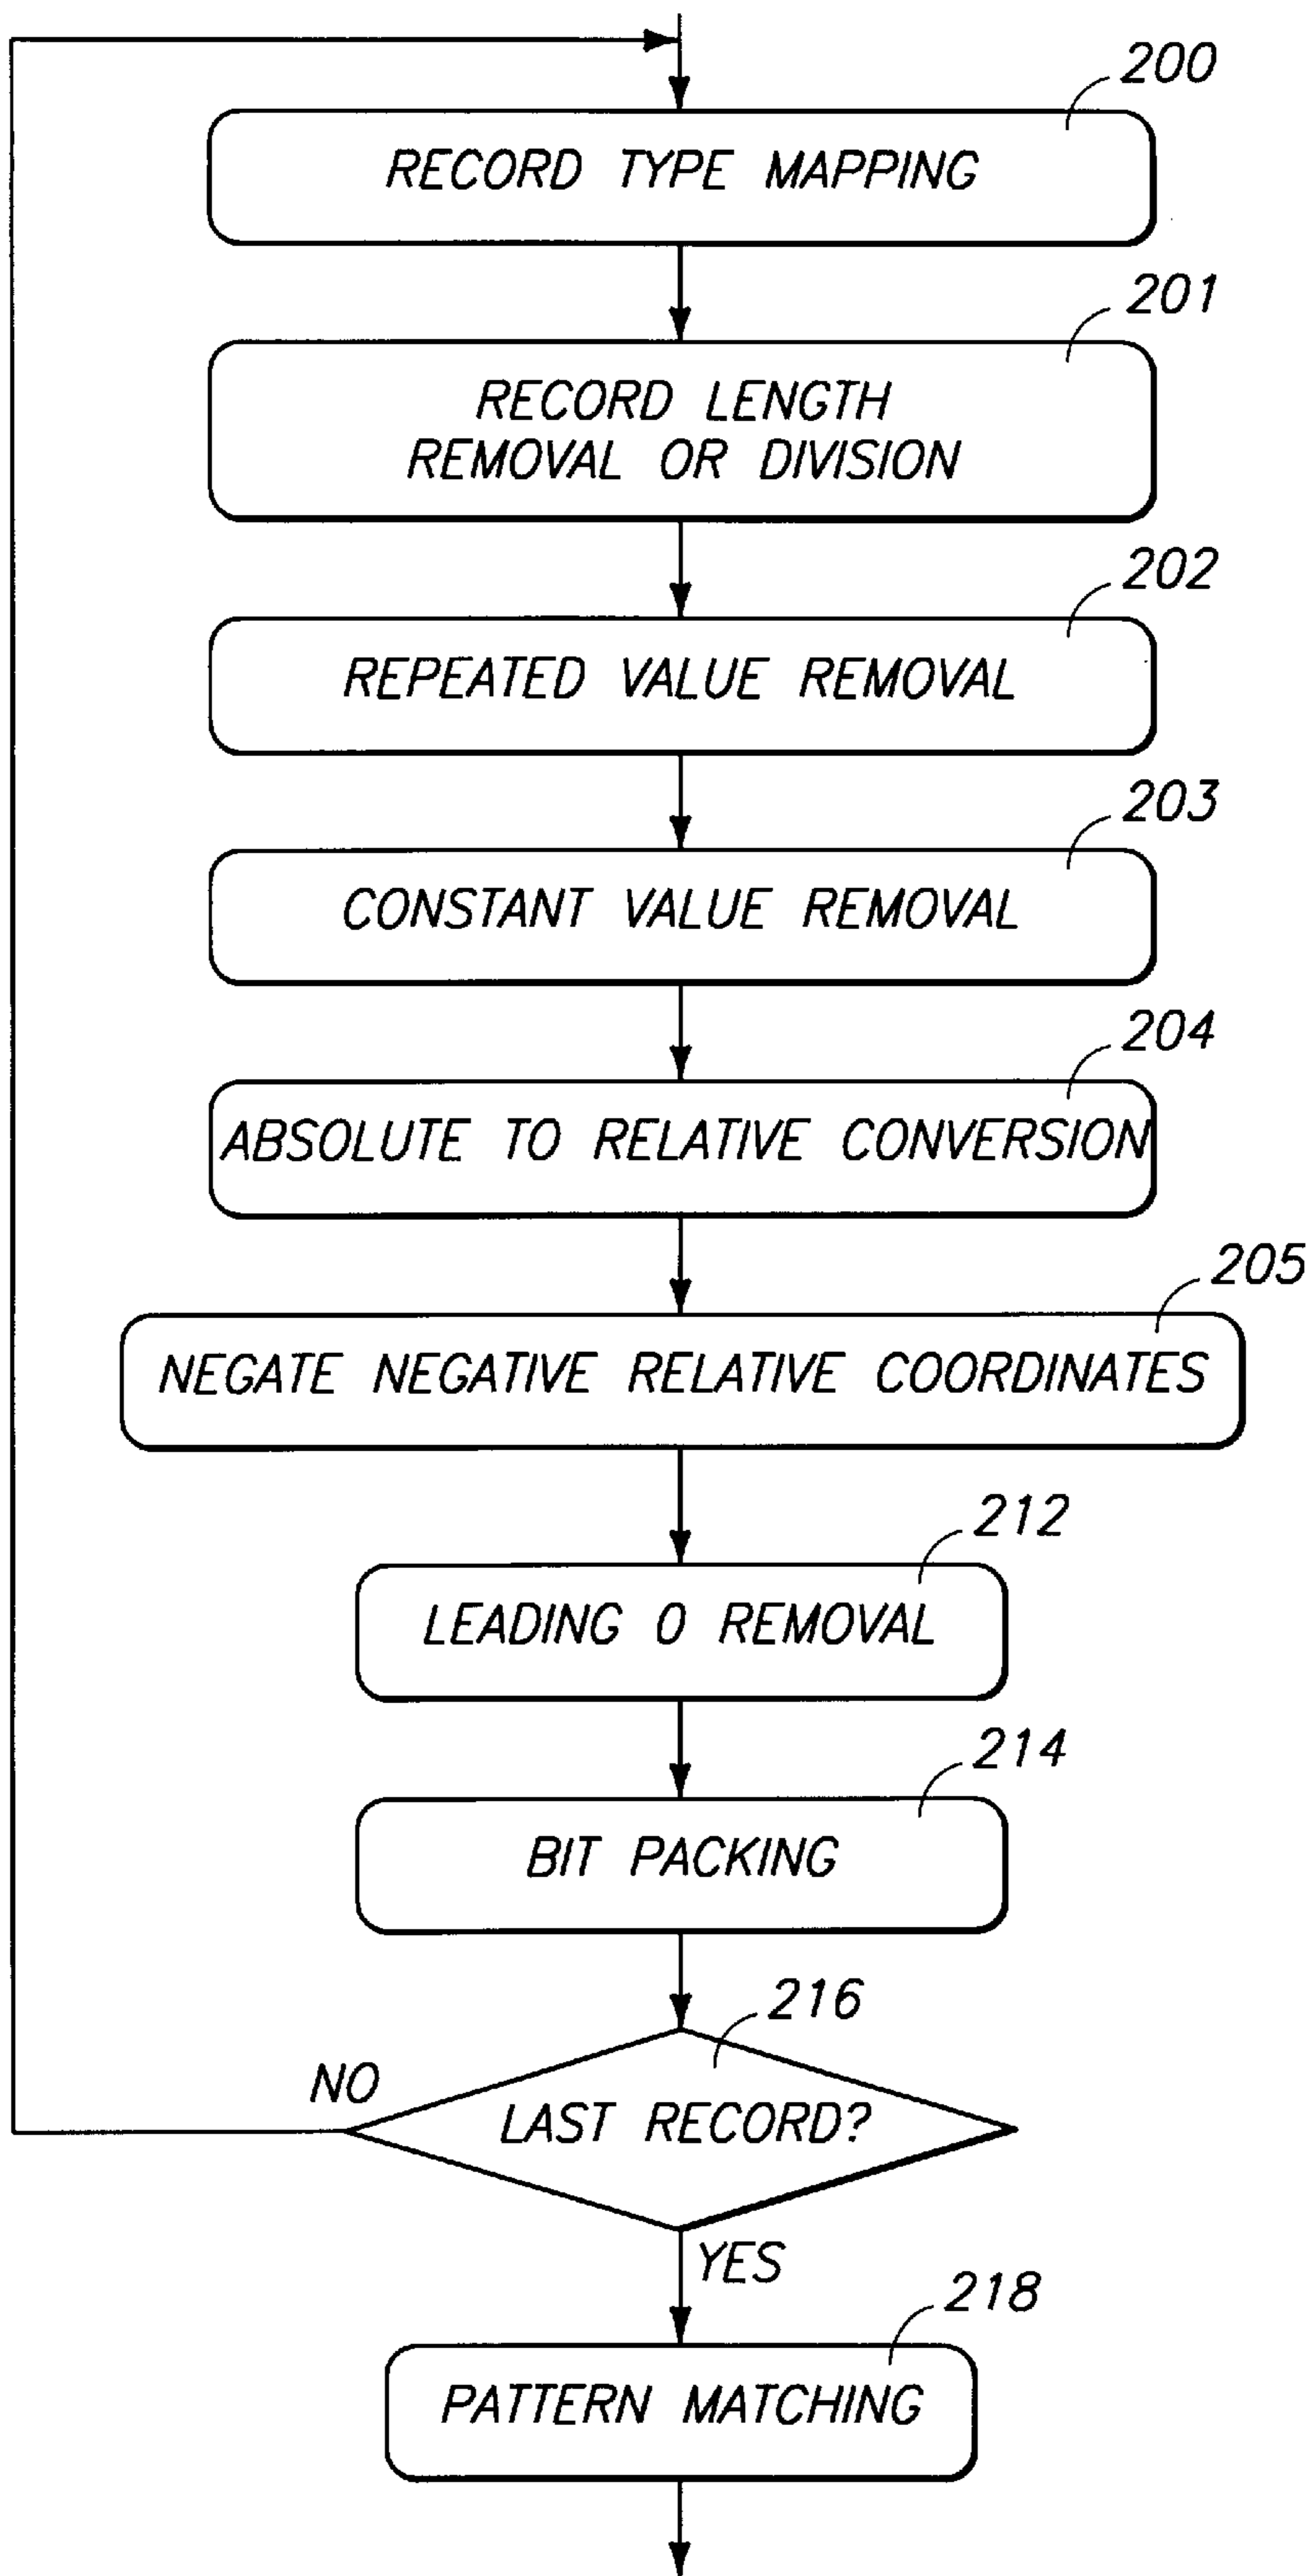 200
RECORD TYPE MAPPING
201
RECORD LENGTH
REMOVAL OR DIVISION
202
REPEATED VALUE REMOVAL
203
CONSTANT VALUE REMOVAL
204
ABSOLUTE TO RELATIVE CONVERSION
205
NEGATE NEGATIVE RELATIVE COORDINATES
212
LEADING 0 REMOVAL
214
BIT PACKING
216
NO
LAST RECORD?
YES
218
PATTERN MATCHING